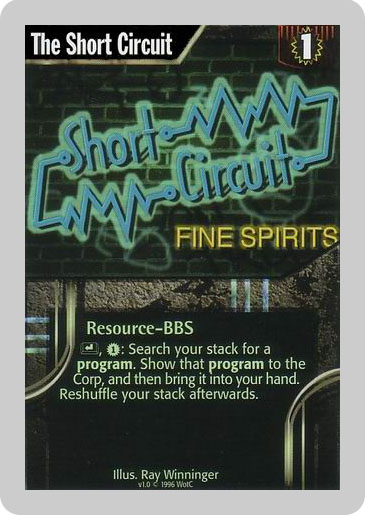 The Short Circuit
1
Short
Circuit
FINE SPIRITS
Resource-BBS
, 1: Search your stack for a
program. Show that program to the
Corp, and then bring it into your hand.
Reshuffle your stack afterwards.
Illus. Ray Winninger
v1.0 © 1996 WotC